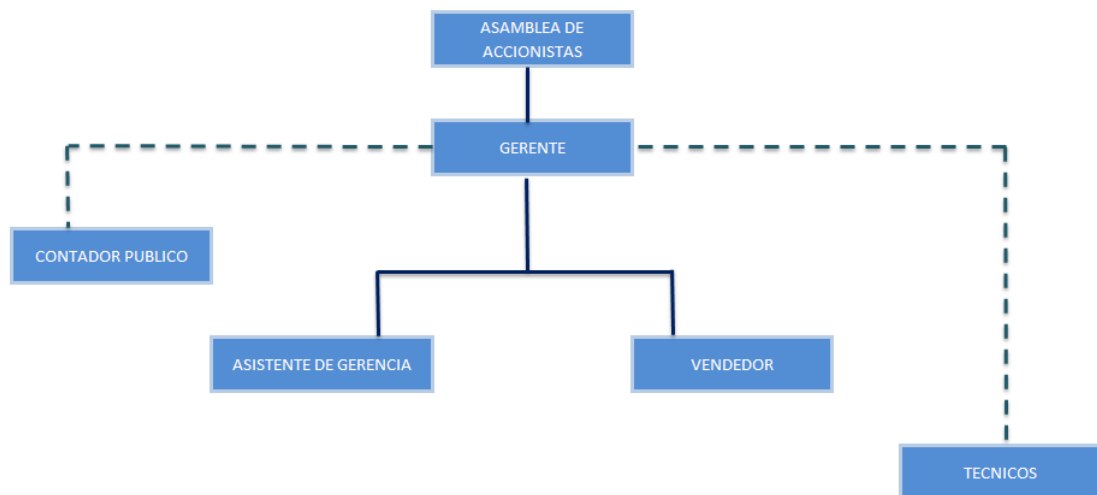 ASAMBLEA DE
ACCIONISTAS
GERENTE
CONTADOR PUBLICO
ASISTENTE DE GERENCIA
VENDEDOR
TECNICOS